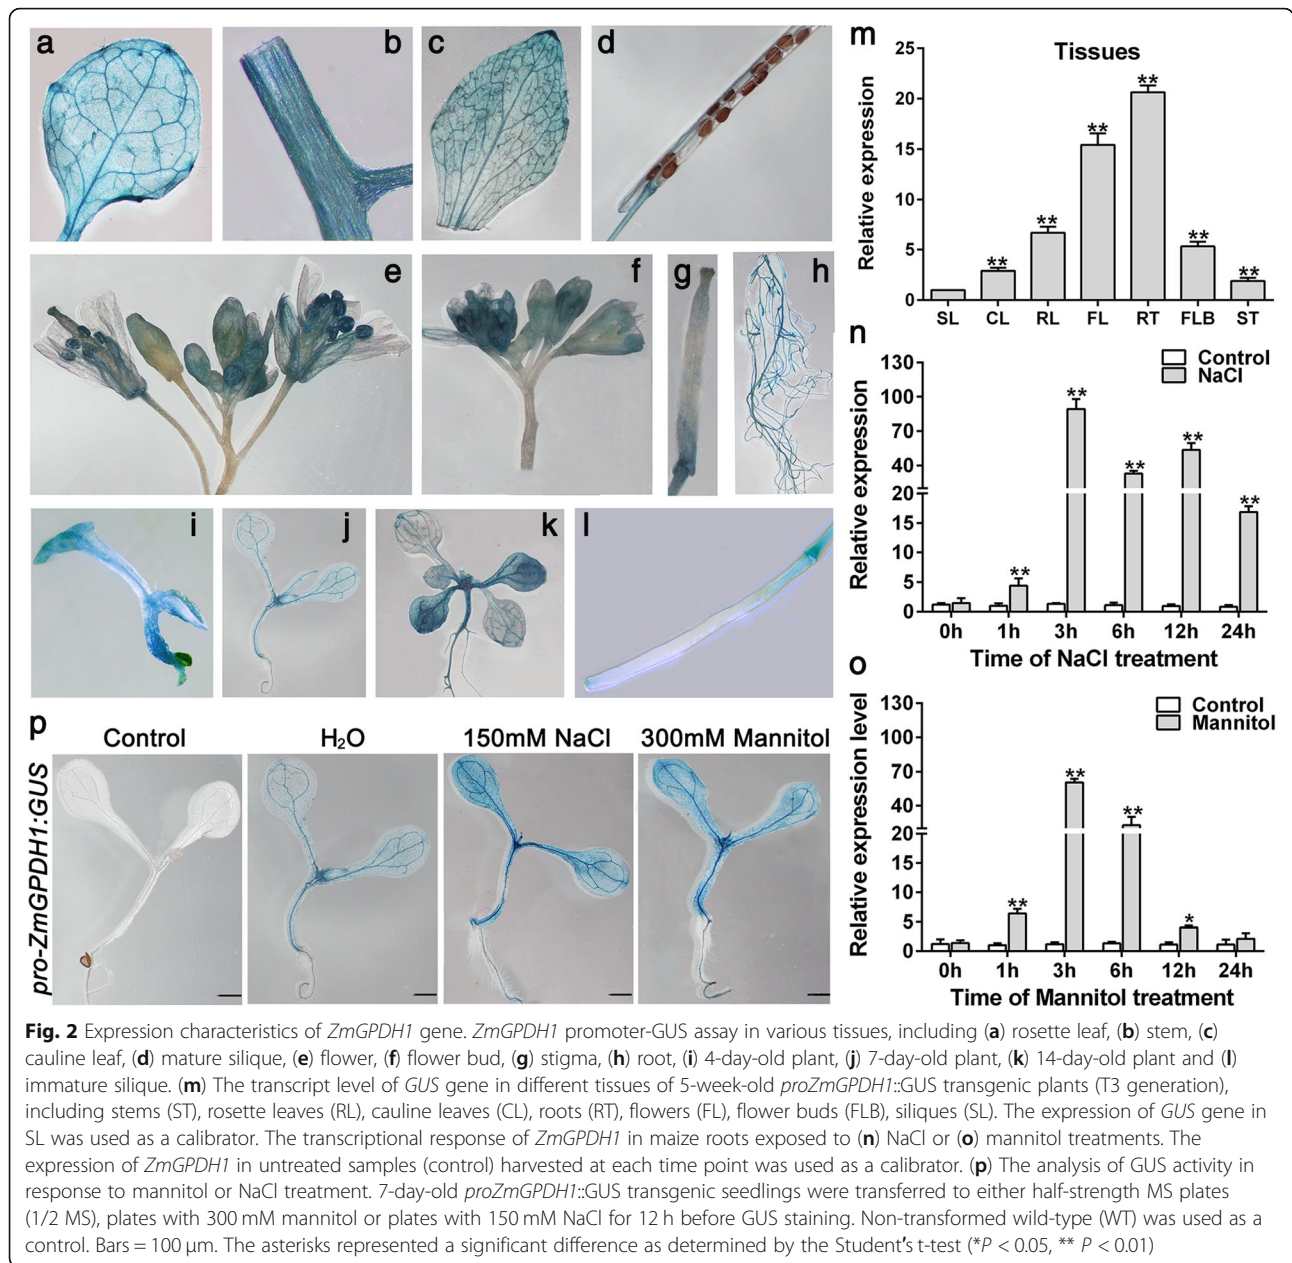 a
b
c
d
e
f
g
h
i
j
k
l
m
Tissues
Relative expression
25
20
15
10
5
0
**
**
**
**
**
**
SL CL RL FL RT FLB ST
n
Control
NaCl
Relative expression
130
100
70
40
20
15
10
5
0
**
**
**
**
**
0h 1h 3h 6h 12h 24h
Time of NaCl treatment
o
Control
Mannitol
Relative expression level
130
100
70
40
20
15
10
5
0
**
**
**
*
0h 1h 3h 6h 12h 24h
Time of Mannitol treatment
p
pro-ZmGPDH1:GUS
Control H₂O 150mM NaCl 300mM Mannitol
Fig. 2 Expression characteristics of ZmGPDH1 gene. ZmGPDH1 promoter-GUS assay in various tissues, including (a) rosette leaf, (b) stem, (c)
cauline leaf, (d) mature silique, (e) flower, (f) flower bud, (g) stigma, (h) root, (i) 4-day-old plant, (j) 7-day-old plant, (k) 14-day-old plant and (l)
immature silique. (m) The transcript level of GUS gene in different tissues of 5-week-old proZmGPDH1::GUS transgenic plants (T3 generation),
including stems (ST), rosette leaves (RL), cauline leaves (CL), roots (RT), flowers (FL), flower buds (FLB), siliques (SL). The expression of GUS gene in
SL was used as a calibrator. The transcriptional response of ZmGPDH1 in maize roots exposed to (n) NaCl or (o) mannitol treatments. The
expression of ZmGPDH1 in untreated samples (control) harvested at each time point was used as a calibrator. (p) The analysis of GUS activity in
response to mannitol or NaCl treatment. 7-day-old proZmGPDH1::GUS transgenic seedlings were transferred to either half-strength MS plates
(1/2 MS), plates with 300 mM mannitol or plates with 150 mM NaCl for 12 h before GUS staining. Non-transformed wild-type (WT) was used as a
control. Bars = 100 μm. The asterisks represented a significant difference as determined by the Student's t-test (*P < 0.05, ** P < 0.01)